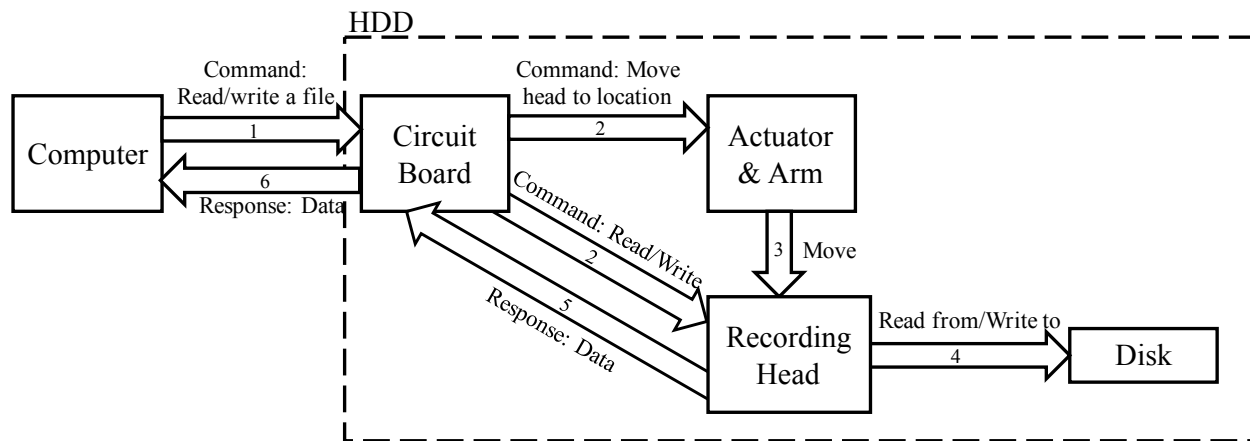 HDD
Command:
Read/write a file
1
Computer
6
Response: Data
Circuit
Board
Command: Move
head to location
2
Actuator
& Arm
Command: Read/Write
2
5
Response: Data
3
Move
Recording
Head
Read from/Write to
4
Disk